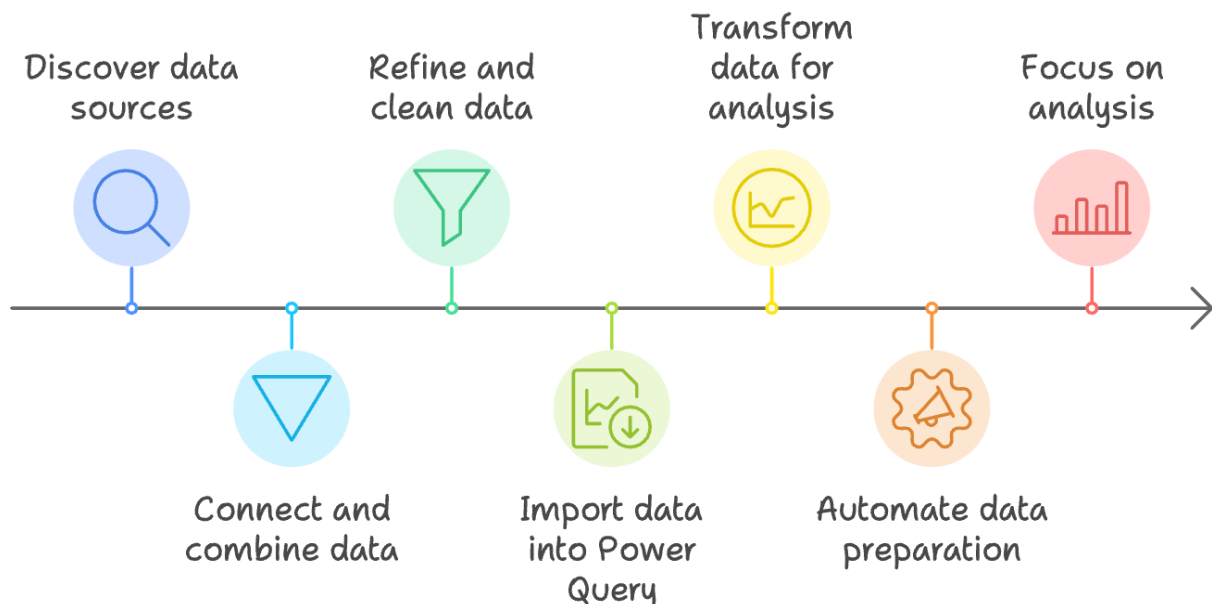 Discover data
sources
Connect and
combine data
Refine and
clean data
Import data
into Power
Query
Transform
data for
analysis
Automate data
preparation
Focus on
analysis